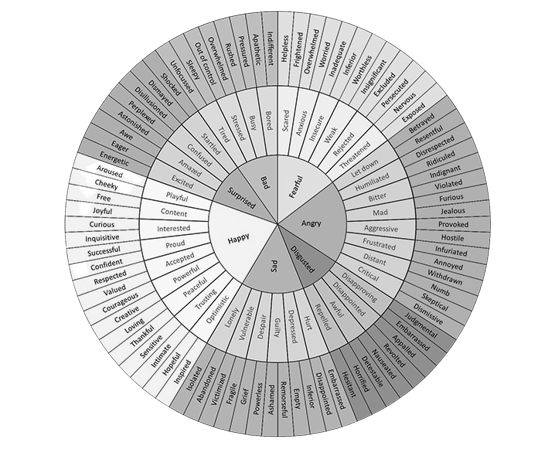 Fearful
Angry
Disgusted
Sad
Happy
Surprised
Bad
Scared
Anxious
Insecure
Weak
Rejected
Threatened
Let down
Humiliated
Bitter
Mad
Aggressive
Frustrated
Distant
Critical
Disapproving
Disappointed
Awful
Repelled
Hurt
Depressed
Guilty
Despair
Vulnerable
Lonely
Optimistic
Trusting
Peaceful
Powerful
Accepted
Proud
Interested
Content
Playful
Excited
Amazed
Confused
Startled
Tired
Stressed
Busy
Bored
Helpless
Frightened
Overwhelmed
Worried
Inadequate
Inferior
Worthless
Insignificant
Excluded
Persecuted
Nervous
Exposed
Betrayed
Resentful
Disrespected
Ridiculed
Indignant
Violated
Furious
Jealous
Provoked
Hostile
Infuriated
Annoyed
Withdrawn
Numb
Skeptical
Dismissive
Judgmental
Embarrassed
Appalled
Revolted
Nauseated
Detestable
Horrified
Hesitant
Embarrassed
Disappointed
Inferior
Empty
Remorseful
Ashamed
Powerless
Grief
Fragile
Victimized
Abandoned
Isolated
Inspired
Hopeful
Intimate
Sensitive
Thankful
Loving
Creative
Courageous
Valued
Respected
Confident
Successful
Inquisitive
Curious
Joyful
Free
Cheeky
Aroused
Energetic
Eager
Awe
Astonished
Perplexed
Disillusioned
Dismayed
Shocked
Unfocused
Sleepy
Out of control
Overwhelmed
Rushed
Pressured
Apathetic
Indifferent